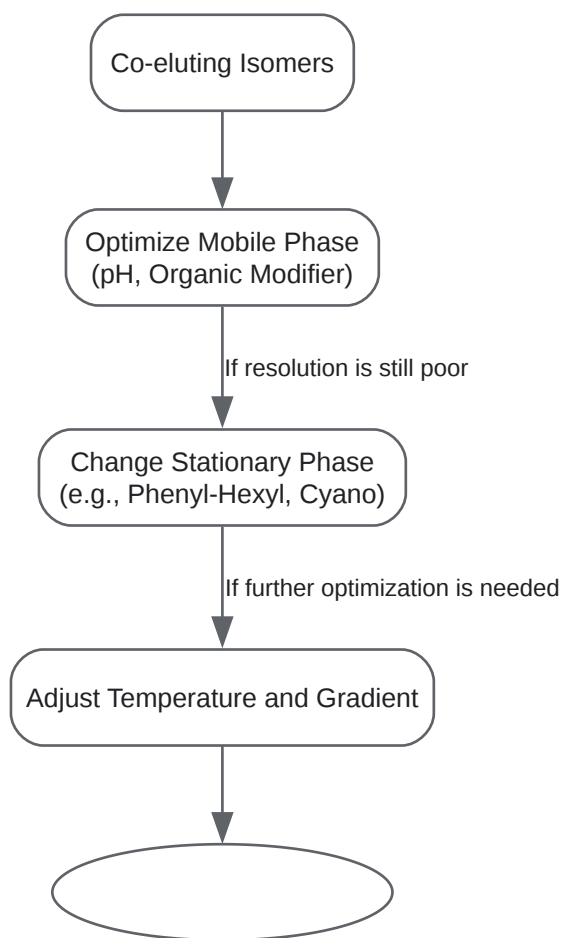 Co-eluting Isomers
Optimize Mobile Phase
(pH, Organic Modifier)
If resolution is still poor
Change Stationary Phase
(e.g., Phenyl-Hexyl, Cyano)
If further optimization is needed
Adjust Temperature and Gradient